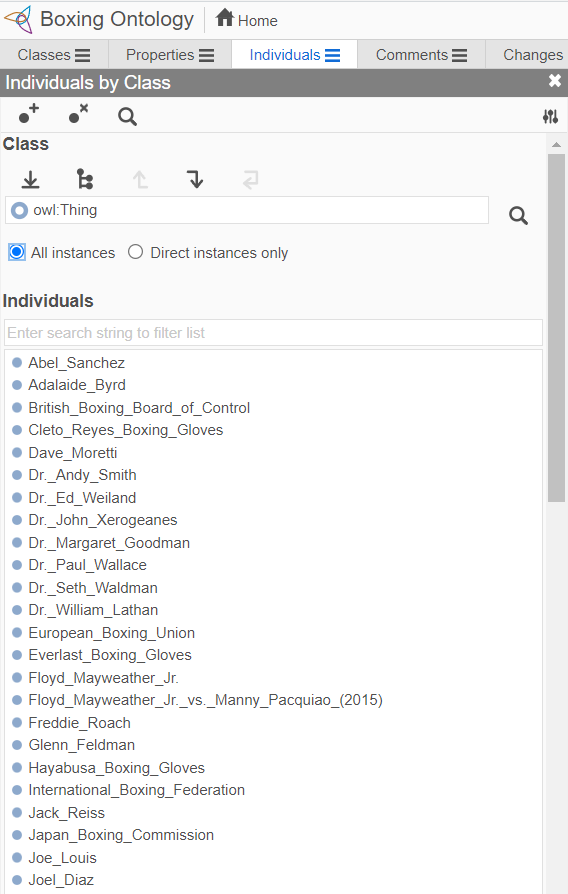 Boxing Ontology Home
Classes Properties Individuals Comments Changes
Individuals by Class
Class
owl:Thing
All instances Direct instances only
Individuals
Enter search string to filter list
Abel_Sanchez
Adalaide_Byrd
British_Boxing_Board_of_Control
Cleto_Reyes_Boxing_Gloves
Dave_Moretti
Dr._Andy_Smith
Dr._Ed_Weiland
Dr._John_Xerogeanes
Dr._Margaret_Goodman
Dr._Paul_Wallace
Dr._Seth_Waldman
Dr._William_Lathan
European_Boxing_Union
Everlast_Boxing_Gloves
Floyd_Mayweather_Jr.
Floyd_Mayweather_Jr._vs._Manny_Pacquiao_(2015)
Freddie_Roach
Glenn_Feldman
Hayabusa_Boxing_Gloves
International_Boxing_Federation
Jack_Reiss
Japan_Boxing_Commission
Joe_Louis
Joel_Diaz